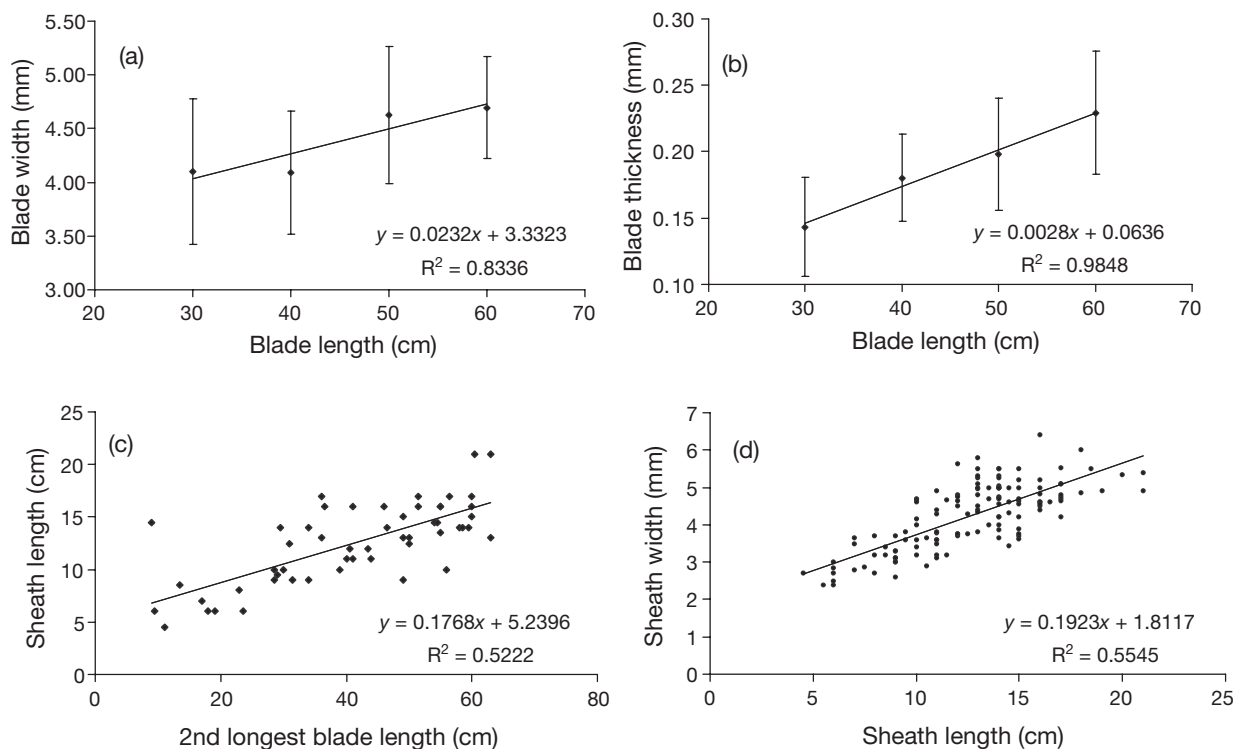 (a)
Blade width (mm)
5.50
5.00
4.50
4.00
3.50
3.00
20 30 40 50 60 70
Blade length (cm)
y = 0.0232x + 3.3323
R² = 0.8336
(b)
Blade thickness (mm)
0.30
0.25
0.20
0.15
0.10
20 30 40 50 60 70
Blade length (cm)
y = 0.0028x + 0.0636
R² = 0.9848
(c)
Sheath length (cm)
25
20
15
10
5
0
0 20 40 60 80
2nd longest blade length (cm)
y = 0.1768x + 5.2396
R² = 0.5222
(d)
Sheath width (mm)
7
6
5
4
3
2
1
0
0 5 10 15 20 25
Sheath length (cm)
y = 0.1923x + 1.8117
R² = 0.5545